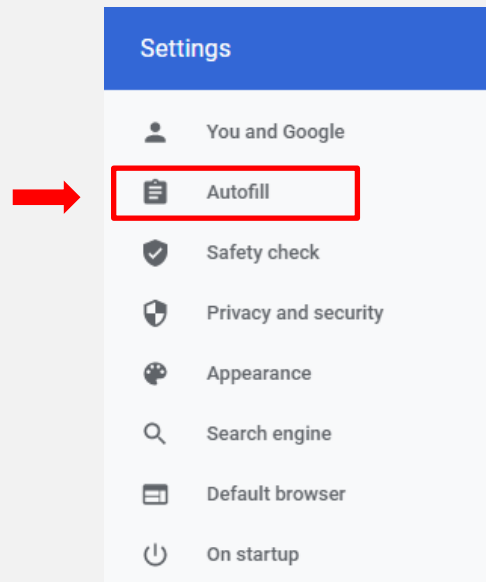 Settings
You and Google
Autofill
Safety check
Privacy and security
Appearance
Search engine
Default browser
On startup